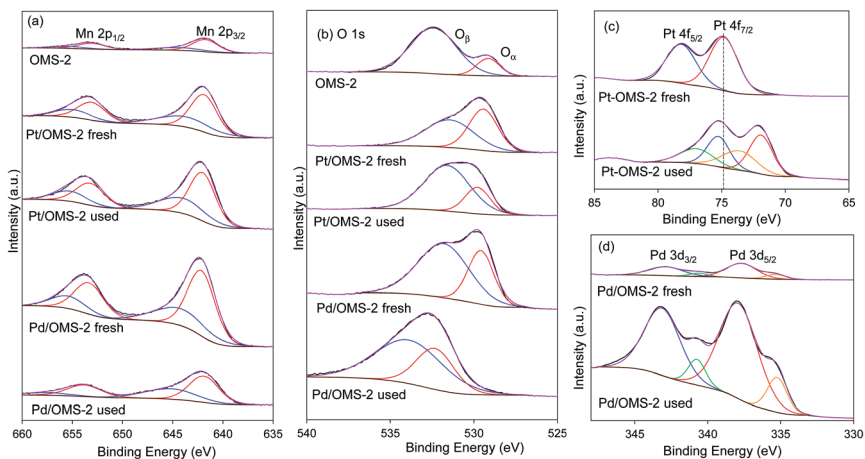 (a)
Mn 2p1/2
Mn 2p3/2
OMS-2
Pt/OMS-2 fresh
Pt/OMS-2 used
Pd/OMS-2 fresh
Pd/OMS-2 used
Intensity (a.u.)
660 655 650 645 640 635
Binding Energy (eV)
(b) O 1s
Oβ
Oα
OMS-2
Pt/OMS-2 fresh
Pt/OMS-2 used
Pd/OMS-2 fresh
Pd/OMS-2 used
Intensity (a.u.)
540 535 530 525
Binding Energy (eV)
(c)
Pt 4f5/2
Pt 4f7/2
Pt-OMS-2 fresh
Pt-OMS-2 used
Intensity (a.u.)
85 80 75 70 65
Binding Energy (eV)
(d)
Pd 3d3/2
Pd 3d5/2
Pd/OMS-2 fresh
Pd/OMS-2 used
Intensity (a.u.)
345 340 335 330
Binding Energy (eV)